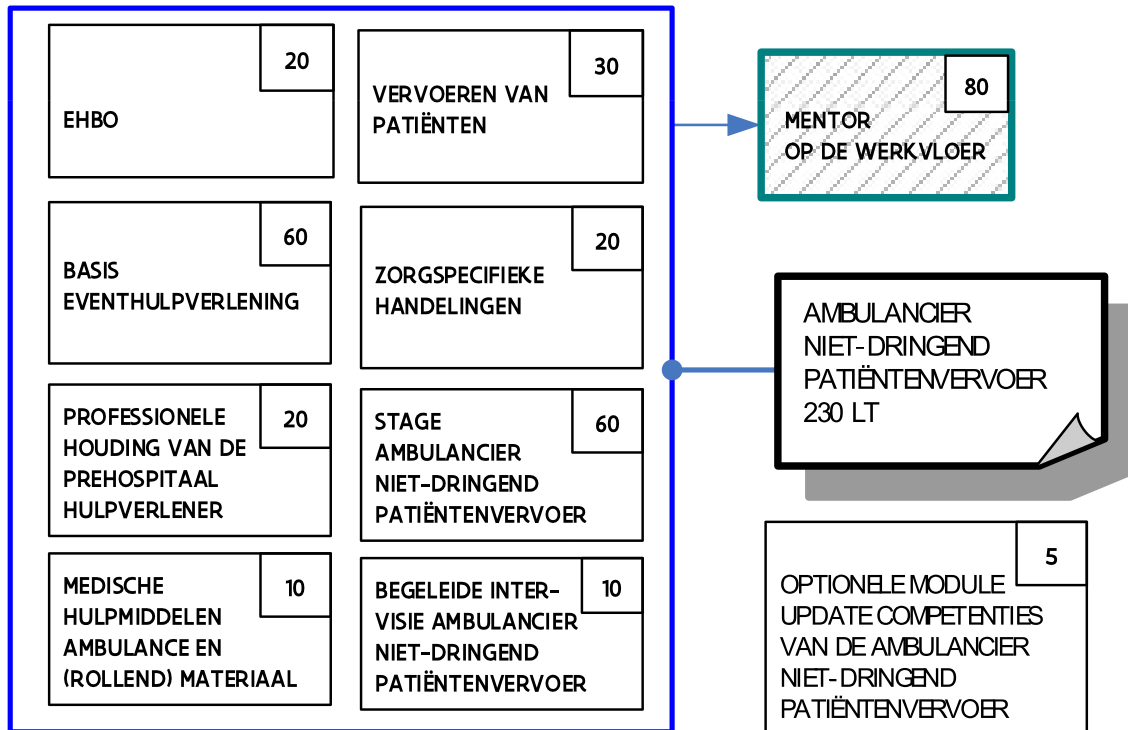 20
EHBO
30
VERVOEREN VAN
PATIËNTEN
80
MENTOR
OP DE WERKVLOER
60
BASIS
EVENTHULPVERLENING
20
ZORGSPECIFIEKE
HANDELINGEN
AMBULANCIER
NIET-DRINGEND
PATIËNTENVERVOER
230 LT
20
PROFESSIONELE
HOUDING VAN DE
PREHOSPITAAL
HULPVERLENER
60
STAGE
AMBULANCIER
NIET-DRINGEND
PATIËNTENVERVOER
10
MEDISCHE
HULPMIDDELEN
AMBULANCE EN
(ROLLEND) MATERIAAL
10
BEGELEIDE INTER-
VISIE AMBULANCIER
NIET-DRINGEND
PATIËNTENVERVOER
5
OPTIONELE MODULE
UPDATE COMPETENTIES
VAN DE AMBULANCIER
NIET-DRINGEND
PATIËNTENVERVOER